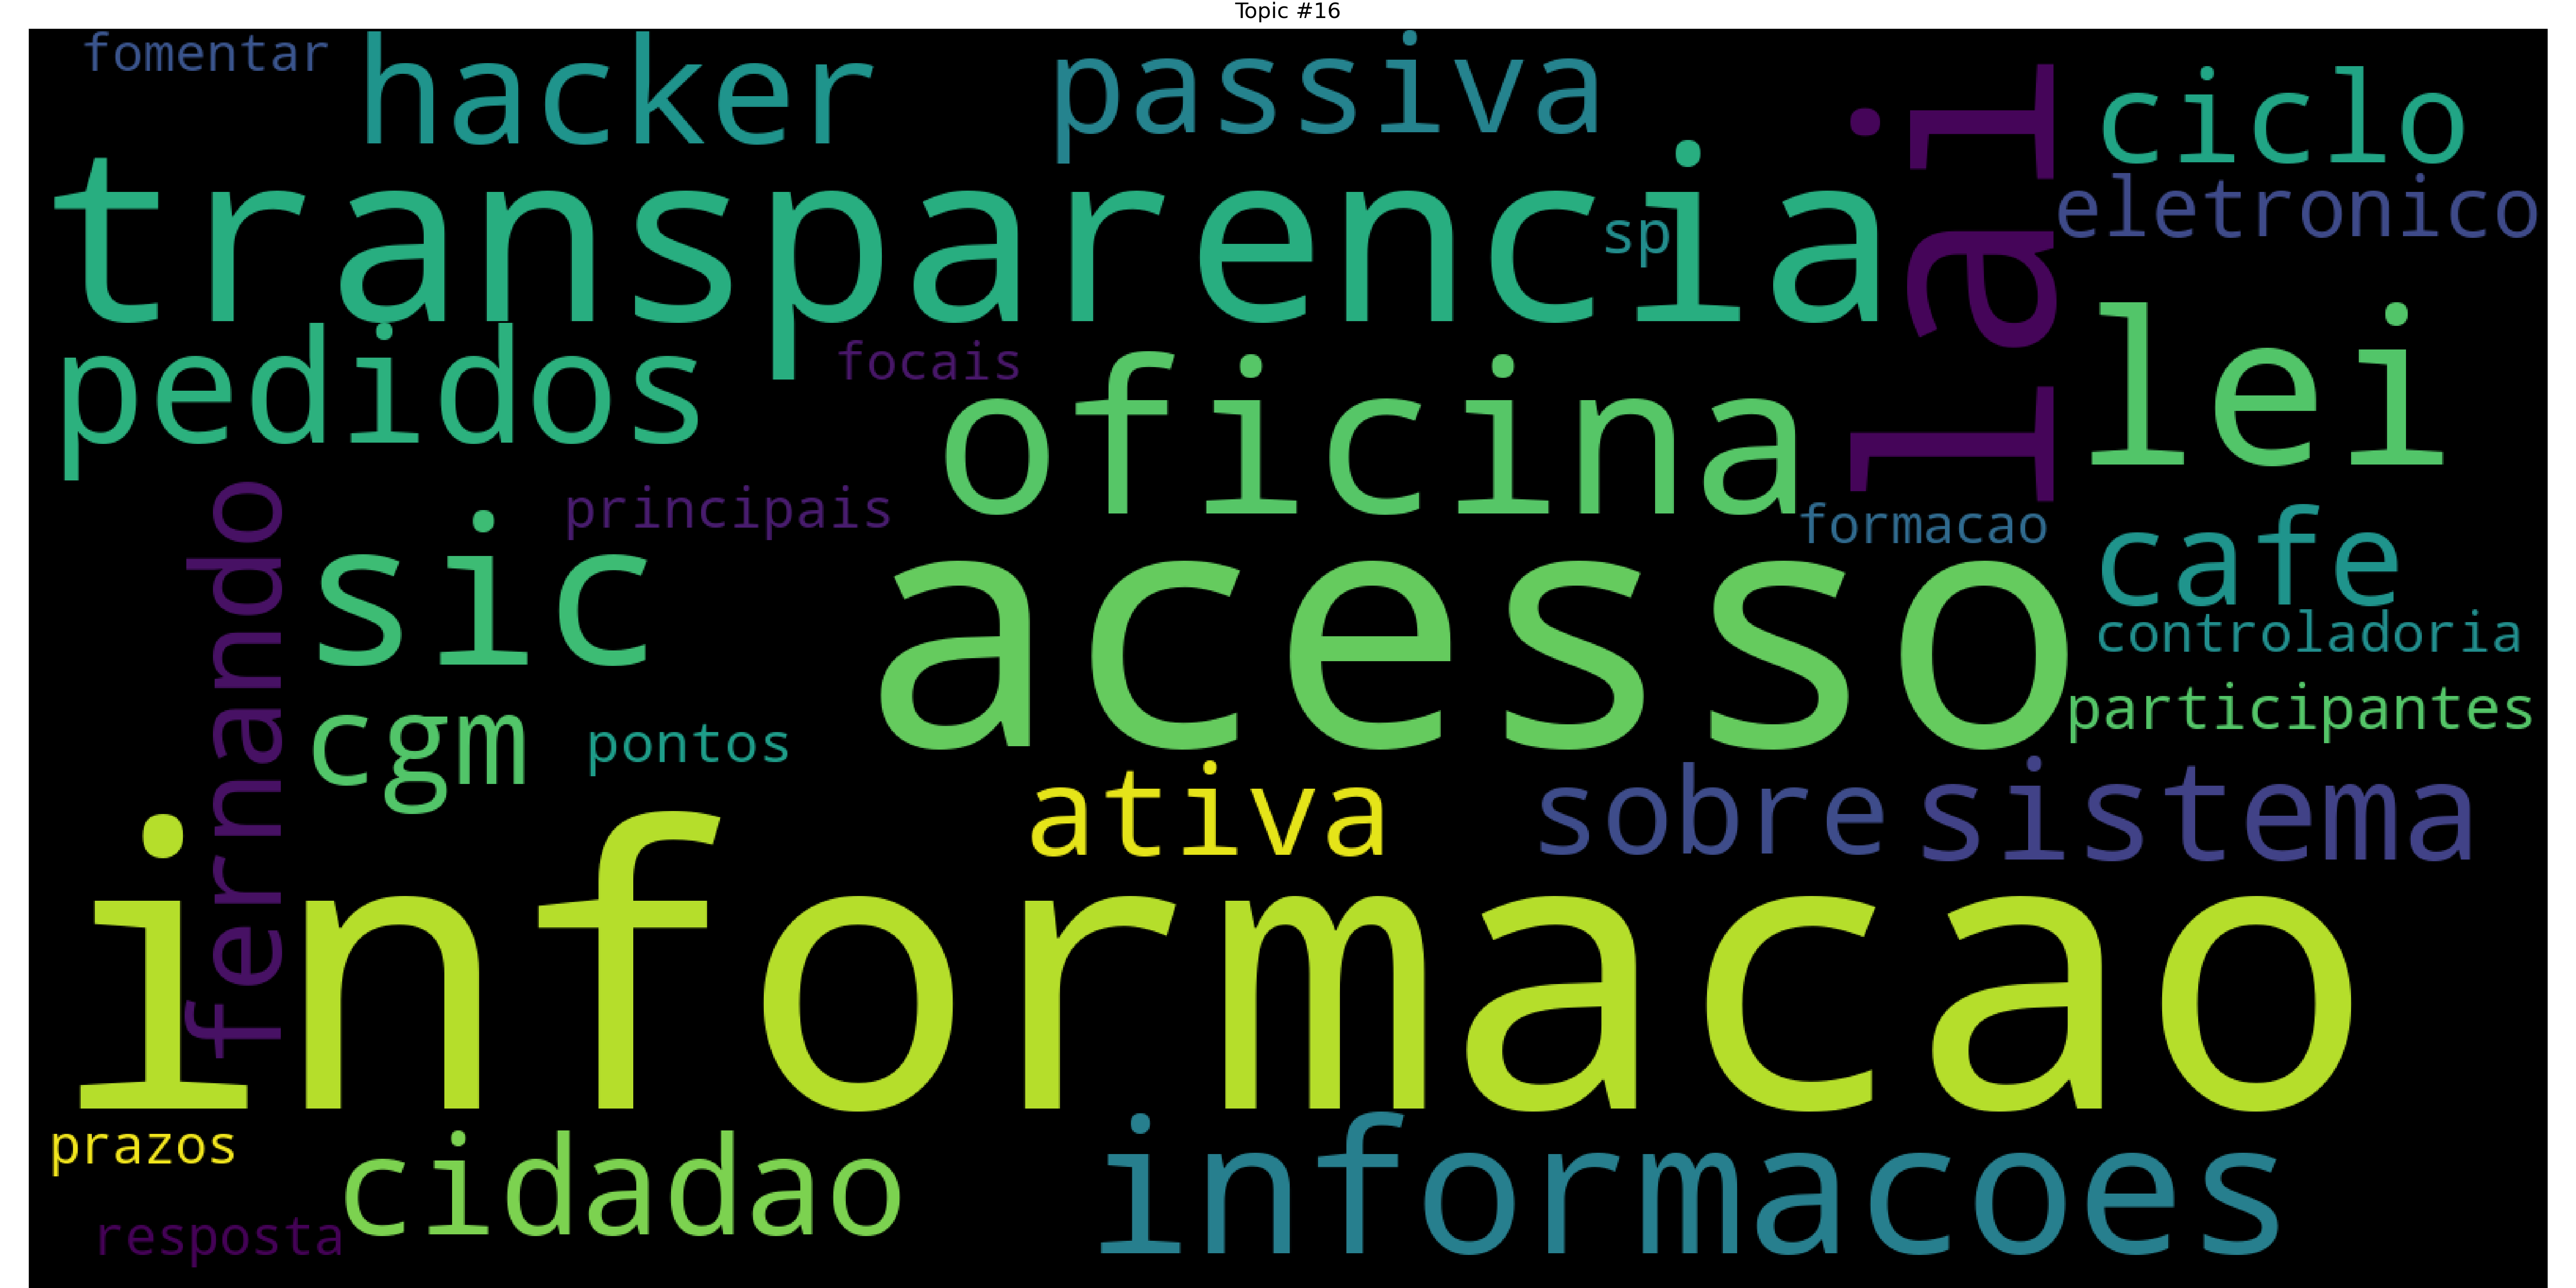 Topic #16
fomentar
hacker
passiva
ciclo
transparencia
sp
lai
eletronico
pedidos
focais
oficina
lei
principais
formacao
fernando
sic
acesso
cafe
controladoria
cgm
pontos
participantes
ativa
sobre
sistema
informacao
prazos
cidadao
informacoes
resposta